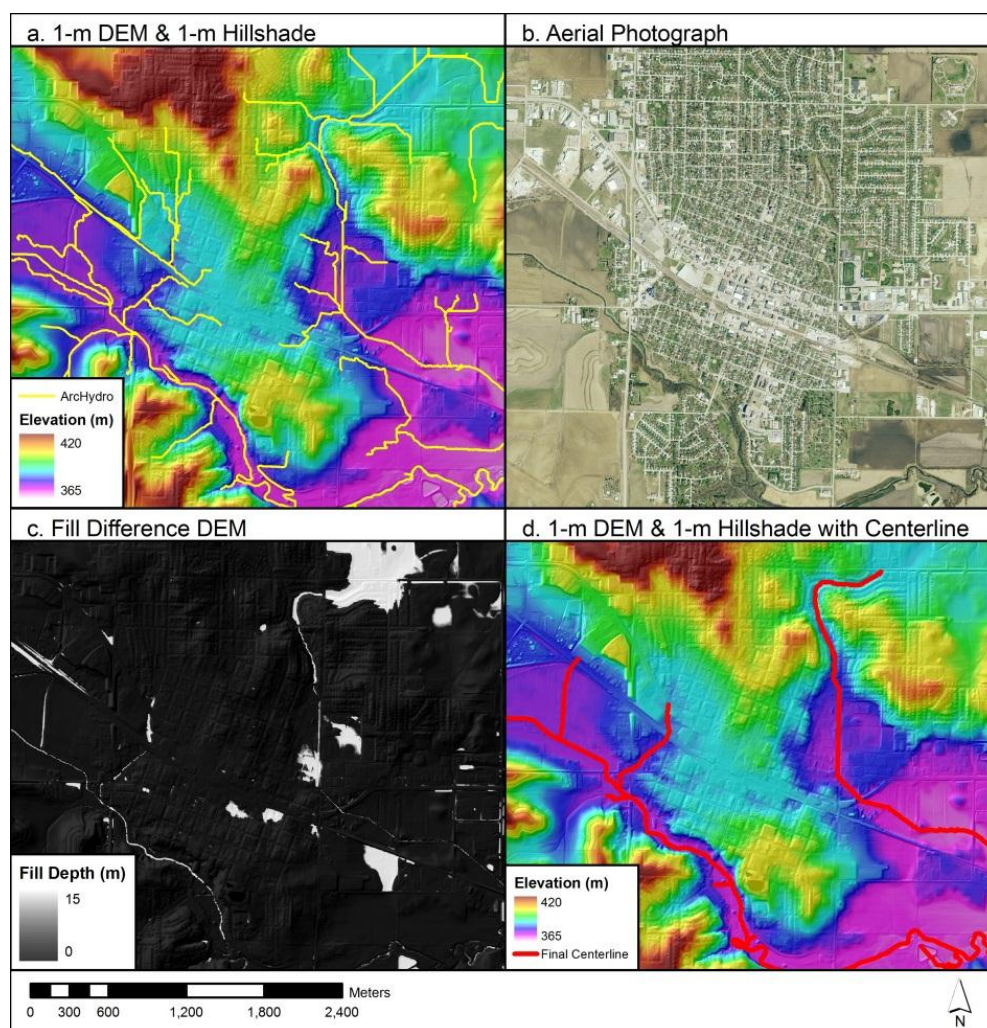 a. 1-m DEM & 1-m Hillshade
b. Aerial Photograph
ArcHydro
Elevation (m)
420
365
c. Fill Difference DEM
d. 1-m DEM & 1-m Hillshade with Centerline
Fill Depth (m)
15
0
Elevation (m)
420
365
Final Centerline
Meters
0 300 600 1,200 1,800 2,400
N